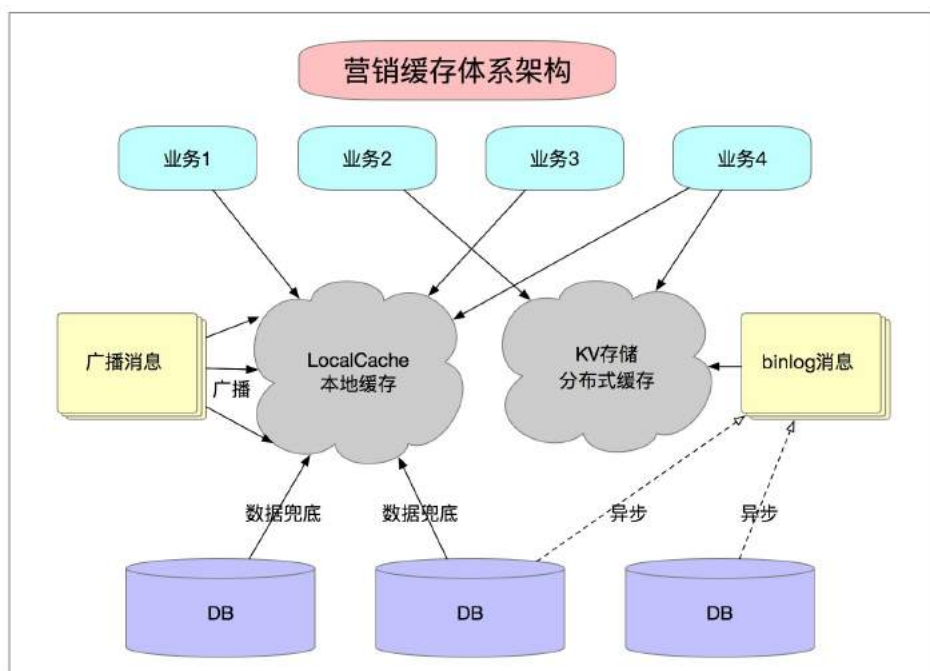 营销缓存体系架构
业务1
业务2
业务3
业务4
广播消息
广播
LocalCache
本地缓存
KV存储
分布式缓存
binlog消息
数据兜底
数据兜底
异步
异步
DB
DB
DB